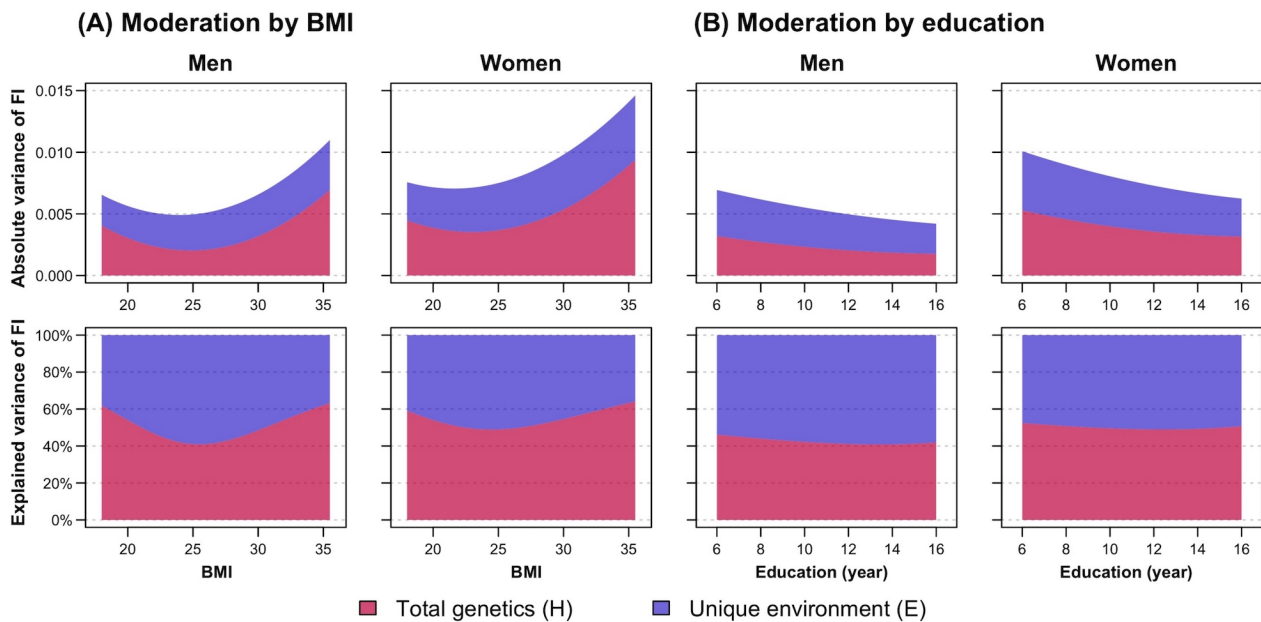 (A) Moderation by BMI
(B) Moderation by education
Men
Women
Men
Women
Absolute variance of FI
0.015
0.010
0.005
0.000
20 25 30 35
20 25 30 35
6 8 10 12 14 16
6 8 10 12 14 16
Explained variance of FI
100%
80%
60%
40%
20%
0%
20 25 30 35
20 25 30 35
6 8 10 12 14 16
6 8 10 12 14 16
BMI
BMI
Education (year)
Education (year)
Total genetics (H)
Unique environment (E)